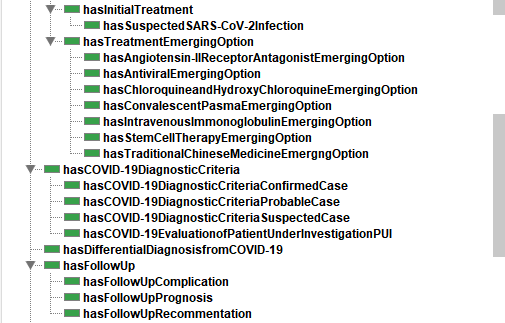 hasInitialTreatment
hasSuspectedSARS-CoV-2Infection
hasTreatmentEmergingOption
hasAngiotensin-IIReceptorAntagonistEmergingOption
hasAntiviralEmergingOption
hasChloroquineandHydroxyChloroquineEmergingOption
hasConvalescentPasmaEmergingOption
hasIntravenousImmonoglobulinEmergingOption
hasStemCellTherapyEmergingOption
hasTraditionalChineseMedicineEmergngOption
hasCOVID-19DiagnosticCriteria
hasCOVID-19DiagnosticCriteriaConfirmedCase
hasCOVID-19DiagnosticCriteriaProbableCase
hasCOVID-19DiagnosticCriteriaSuspectedCase
hasCOVID-19EvaluationofPatientUnderInvestigationPUI
hasDifferentialDiagnosisfromCOVID-19
hasFollowUp
hasFollowUpComplication
hasFollowUpPrognosis
hasFollowUpRecommentation